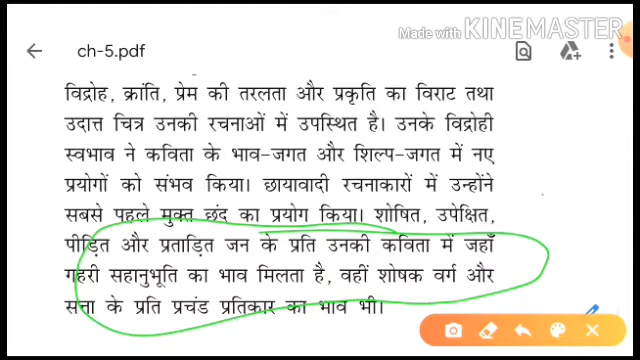 Made with KINEMASTER
ch-5.pdf
विद्रोह, क्रांति, प्रेम की तरलता और प्रकृति का विराट तथा
उदात्त चित्र उनकी रचनाओं में उपस्थित है। उनके विद्रोही
स्वभाव ने कविता के भाव-जगत और शिल्प-जगत में नए
प्रयोगों को संभव किया। छायावादी रचनाकारों में उन्होंने
सबसे पहले मुक्त छंद का प्रयोग किया। शोषित, उपेक्षित,
पीड़ित और प्रताड़ित जन के प्रति उनकी कविता में जहाँ
गहरी सहानुभूति का भाव मिलता है, वहीं शोषक वर्ग और
सत्ता के प्रति प्रचंड प्रतिकार का भाव भी।